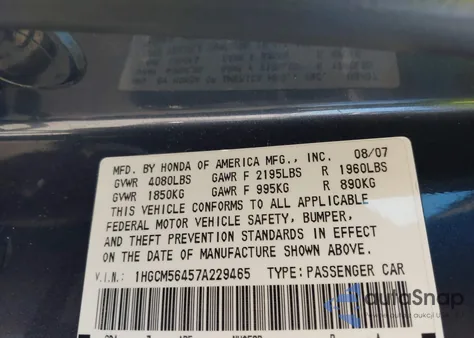 MFD. BY HONDA OF AMERICA MFG., INC. 08/07
GVWR 4080LBS GAWR F 2195LBS R 1960LBS
GVWR 1850KG GAWR F 995KG R 890KG
THIS VEHICLE CONFORMS TO ALL APPLICABLE
FEDERAL MOTOR VEHICLE SAFETY, BUMPER,
AND THEFT PREVENTION STANDARDS IN EFFECT
ON THE DATE OF MANUFACTURE SHOWN ABOVE.
V.I.N.: 1HGCM56457A229465 TYPE: PASSENGER CAR
autoSnap